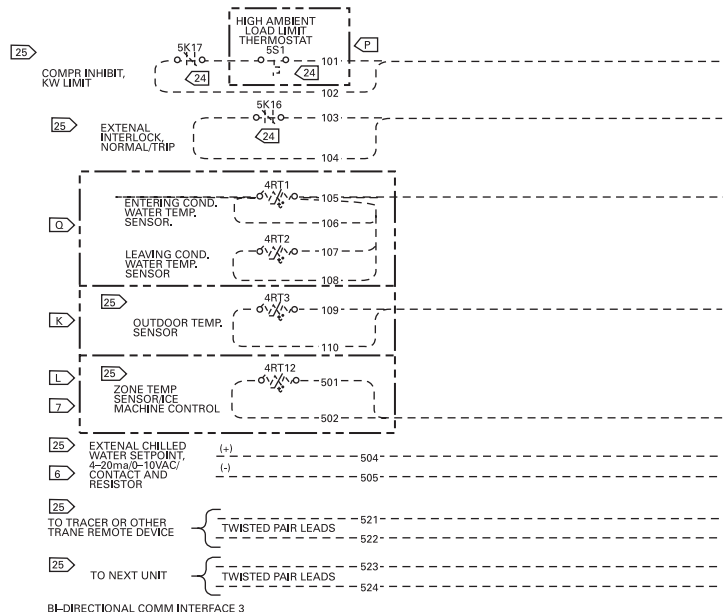 HIGH AMBIENT
LOAD LIMIT
THERMOSTAT
5K17
5S1
P
25
101
COMPR INHIBIT,
KW LIMIT
24
24
102
5K16
103
25
EXTENAL
INTERLOCK,
NORMAL/TRIP
24
104
4RT1
105
ENTERING COND.
WATER TEMP.
SENSOR.
106
Q
4RT2
107
LEAVING COND.
WATER TEMP.
SENSOR
108
25
4RT3
109
K
OUTDOOR TEMP.
SENSOR
110
L
25
4RT12
501
ZONE TEMP
SENSOR/ICE
MACHINE CONTROL
7
502
25
EXTENAL CHILLED
WATER SETPOINT,
4–20ma/0–10VAC/
CONTACT AND
RESISTOR
(+)
504
6
(-)
505
25
TO TRACER OR OTHER
TRANE REMOTE DEVICE
TWISTED PAIR LEADS
521
522
25
TO NEXT UNIT
TWISTED PAIR LEADS
523
524
BI–DIRECTIONAL COMM INTERFACE 3